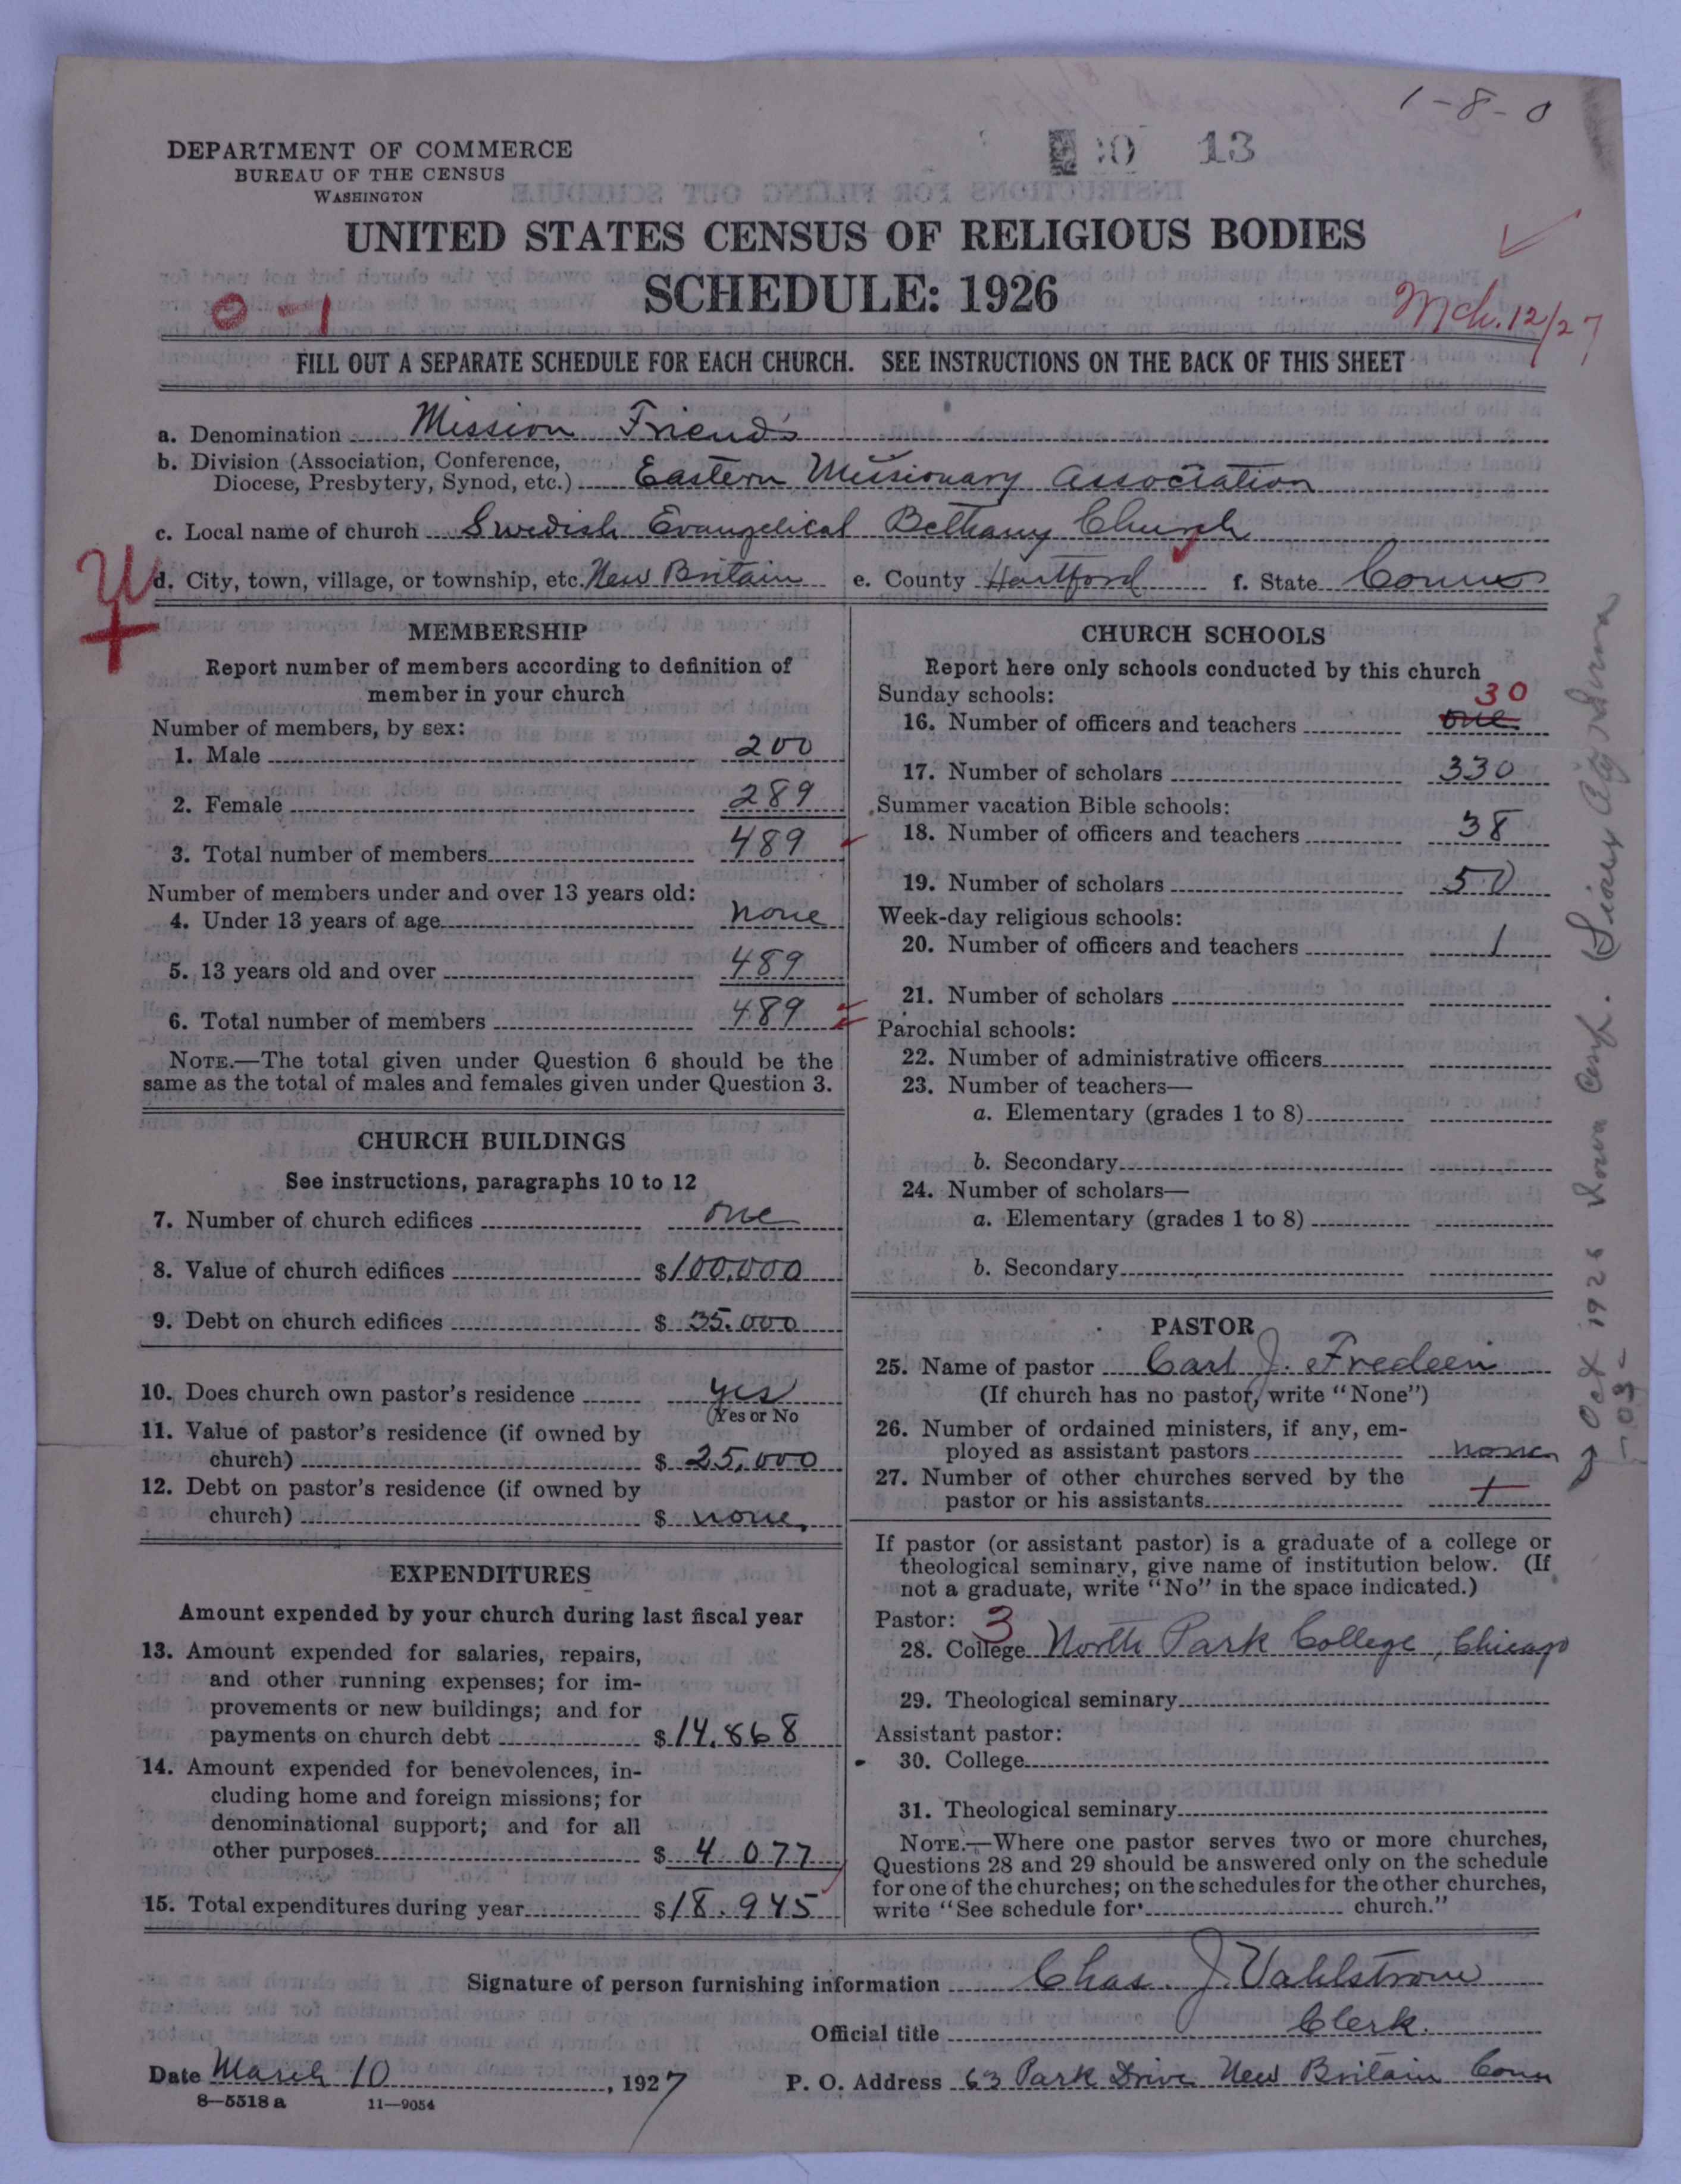 1-8-0
13
DEPARTMENT OF COMMERCE
BUREAU OF THE CENSUS
WASHINGTON
UNITED STATES CENSUS OF RELIGIOUS BODIES
SCHEDULE: 1926
0-1
Mch. 12/27
FILL OUT A SEPARATE SCHEDULE FOR EACH CHURCH. SEE INSTRUCTIONS ON THE BACK OF THIS SHEET
a. Denomination Mission Friends
b. Division (Association, Conference,
Diocese, Presbytery, Synod, etc.) Eastern Missionary Association
c. Local name of church Swedish Evangelical Bethany Church
d. City, town, village, or township, etc. New Britain e. County Hartford f. State Conn
MEMBERSHIP
Report number of members according to definition of
member in your church
Number of members, by sex:
1. Male 200
2. Female 289
3. Total number of members 489
Number of members under and over 13 years old:
4. Under 13 years of age none
5. 13 years old and over 489
6. Total number of members 489
NOTE.—The total given under Question 6 should be the
same as the total of males and females given under Question 3.
CHURCH BUILDINGS
See instructions, paragraphs 10 to 12
7. Number of church edifices one
8. Value of church edifices $100,000
9. Debt on church edifices $ 35.000
10. Does church own pastor's residence yes
(Yes or No
11. Value of pastor's residence (if owned by
church) $ 25,000
12. Debt on pastor's residence (if owned by
church) $ none
EXPENDITURES
Amount expended by your church during last fiscal year
13. Amount expended for salaries, repairs,
and other running expenses; for im-
provements or new buildings; and for
payments on church debt $14.868
14. Amount expended for benevolences, in-
cluding home and foreign missions; for
denominational support; and for all
other purposes $ 4 077
15. Total expenditures during year $18.945
CHURCH SCHOOLS
Report here only schools conducted by this church
Sunday schools: 30
16. Number of officers and teachers one
17. Number of scholars 330
Summer vacation Bible schools:
18. Number of officers and teachers 38
19. Number of scholars 50
Week-day religious schools:
20. Number of officers and teachers 1
21. Number of scholars
Parochial schools:
22. Number of administrative officers
23. Number of teachers—
a. Elementary (grades 1 to 8)
b. Secondary
24. Number of scholars—
a. Elementary (grades 1 to 8)
b. Secondary
PASTOR
25. Name of pastor Carl J. Fredeen
(If church has no pastor, write "None")
26. Number of ordained ministers, if any, em-
ployed as assistant pastors none
27. Number of other churches served by the
pastor or his assistants 1
If pastor (or assistant pastor) is a graduate of a college or
theological seminary, give name of institution below. (If
not a graduate, write "No" in the space indicated.)
Pastor: 3
28. College North Park College, Chicago
29. Theological seminary
Assistant pastor:
30. College
31. Theological seminary
NOTE.—Where one pastor serves two or more churches,
Questions 28 and 29 should be answered only on the schedule
for one of the churches; on the schedules for the other churches,
write "See schedule for church."
Signature of person furnishing information Chas. J. Vahlstrom
Official title Clerk.
Date March 10, 1927 P. O. Address 63 Park Drive New Britain Conn
8—5518 a 11—9054
Oct 1926 Conf. Sioux City